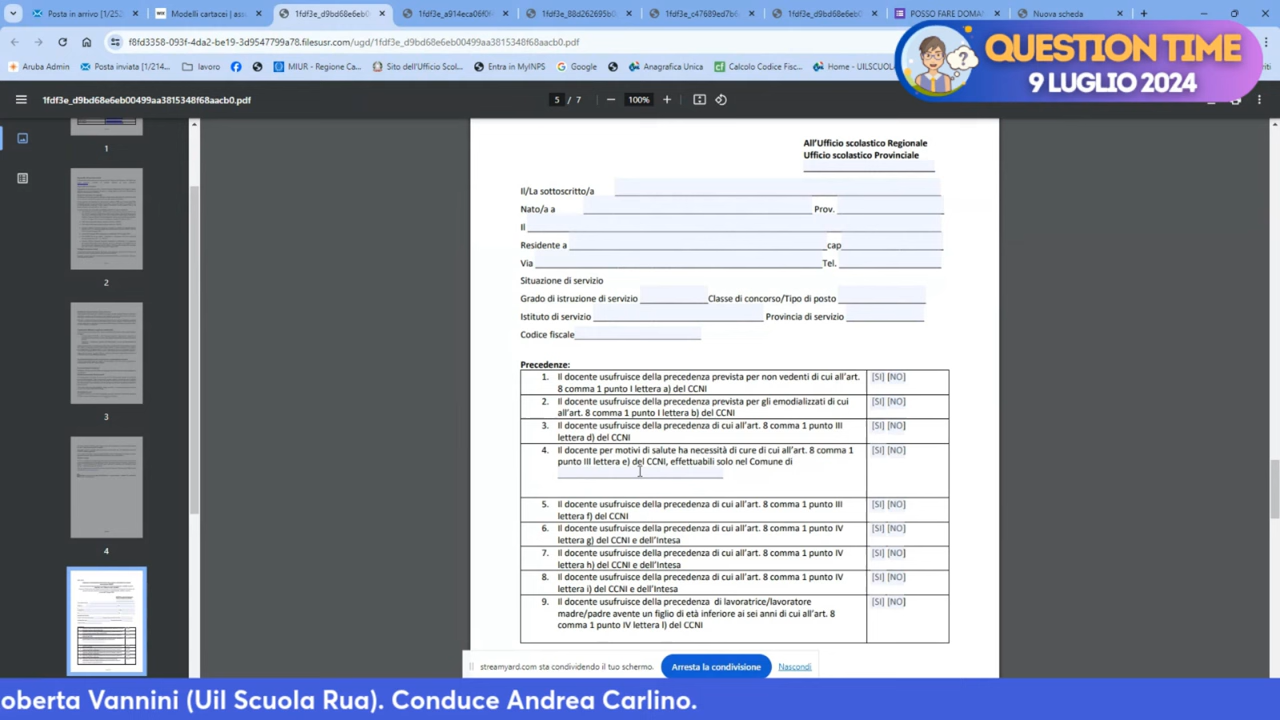 Posta in arrivo [1/252
Modelli cartacei | ass
1fdf3e_d9bd68e6eb0
1fdf3e_a914eca06f0
1fdf3e_88d262695b0
1fdf3e_c47689ed7b6
1fdf3e_d9bd68e6eb0
POSSO FARE DOMAN
Nuova scheda
f8fd3358-093f-4da2-be19-3d9547799a78.filesusr.com/ugd/1fdf3e_d9bd68e6eb00499aa3815348f68aacb0.pdf
Aruba Admin
Posta inviata [1/214...
lavoro
MIUR - Regione Ca...
Sito dell'Ufficio Scol...
Entra in MyINPS
Google
Anagrafica Unica
Calcolo Codice Fisc...
Home - UILSCUOLA
QUESTION TIME
9 LUGLIO 2024
1fdf3e_d9bd68e6eb00499aa3815348f68aacb0.pdf
5 / 7
100%
1
2
3
4
All'Ufficio scolastico Regionale
Ufficio scolastico Provinciale
Il/La sottoscritto/a
Nato/a a Prov.
Il
Residente a cap
Via Tel.
Situazione di servizio
Grado di istruzione di servizio Classe di concorso/Tipo di posto
Istituto di servizio Provincia di servizio
Codice fiscale
Precedenze:
1. Il docente usufruisce della precedenza prevista per non vedenti di cui all'art. [SI] [NO]
8 comma 1 punto I lettera a) del CCNI
2. Il docente usufruisce della precedenza prevista per gli emodializzati di cui [SI] [NO]
all'art. 8 comma 1 punto I lettera b) del CCNI
3. Il docente usufruisce della precedenza di cui all'art. 8 comma 1 punto III [SI] [NO]
lettera d) del CCNI
4. Il docente per motivi di salute ha necessità di cure di cui all'art. 8 comma 1 [SI] [NO]
punto III lettera e) del CCNI, effettuabili solo nel Comune di
5. Il docente usufruisce della precedenza di cui all'art. 8 comma 1 punto III [SI] [NO]
lettera f) del CCNI
6. Il docente usufruisce della precedenza di cui all'art. 8 comma 1 punto IV [SI] [NO]
lettera g) del CCNI e dell'Intesa
7. Il docente usufruisce della precedenza di cui all'art. 8 comma 1 punto IV [SI] [NO]
lettera h) del CCNI e dell'Intesa
8. Il docente usufruisce della precedenza di cui all'art. 8 comma 1 punto IV [SI] [NO]
lettera i) del CCNI e dell'Intesa
9. Il docente usufruisce della precedenza di lavoratrice/lavoratore [SI] [NO]
madre/padre avente un figlio di età inferiore ai sei anni di cui all'art. 8
comma 1 punto IV lettera l) del CCNI
streamyard.com sta condividendo il tuo schermo.
Arresta la condivisione
Nascondi
oberta Vannini (Uil Scuola Rua). Conduce Andrea Carlino.